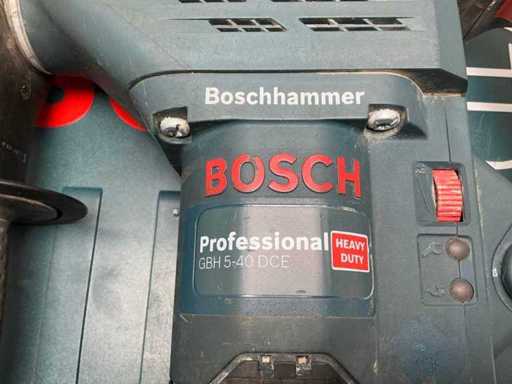 Boschhammer
BOSCH
Professional
HEAVY
DUTY
GBH 5-40 DCE